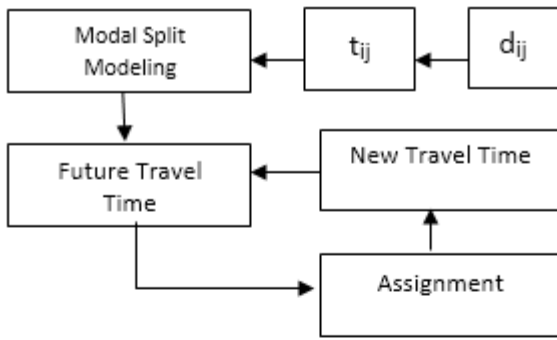 Modal Split
Modeling
tij
dij
Future Travel
Time
New Travel Time
Assignment